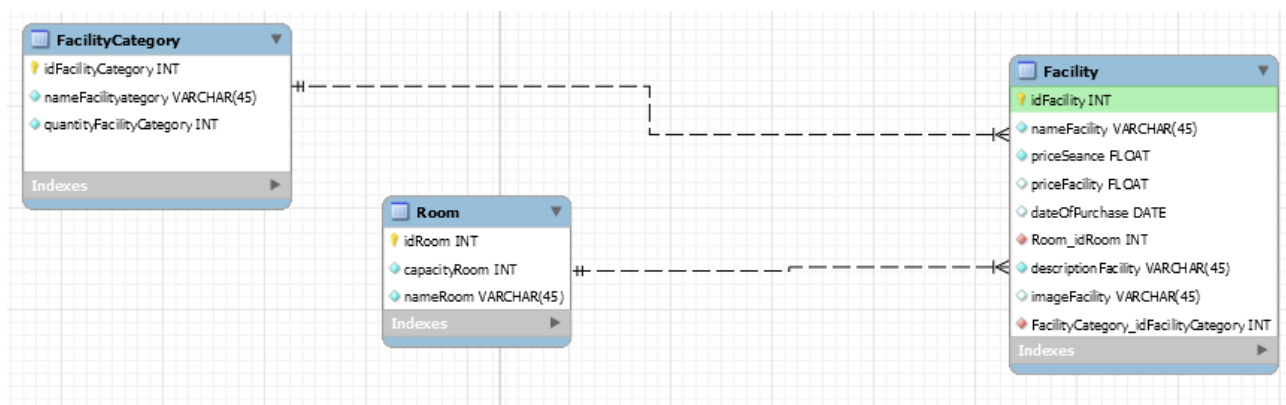 FacilityCategory
idFacilityCategory INT
nameFacilityategory VARCHAR(45)
quantityFacilityCategory INT
Indexes
Room
idRoom INT
capacityRoom INT
nameRoom VARCHAR(45)
Indexes
Facility
idFacility INT
nameFacility VARCHAR(45)
priceSeance FLOAT
priceFacility FLOAT
dateOfPurchase DATE
Room_idRoom INT
descriptionFacility VARCHAR(45)
imageFacility VARCHAR(45)
FacilityCategory_idFacilityCategory INT
Indexes